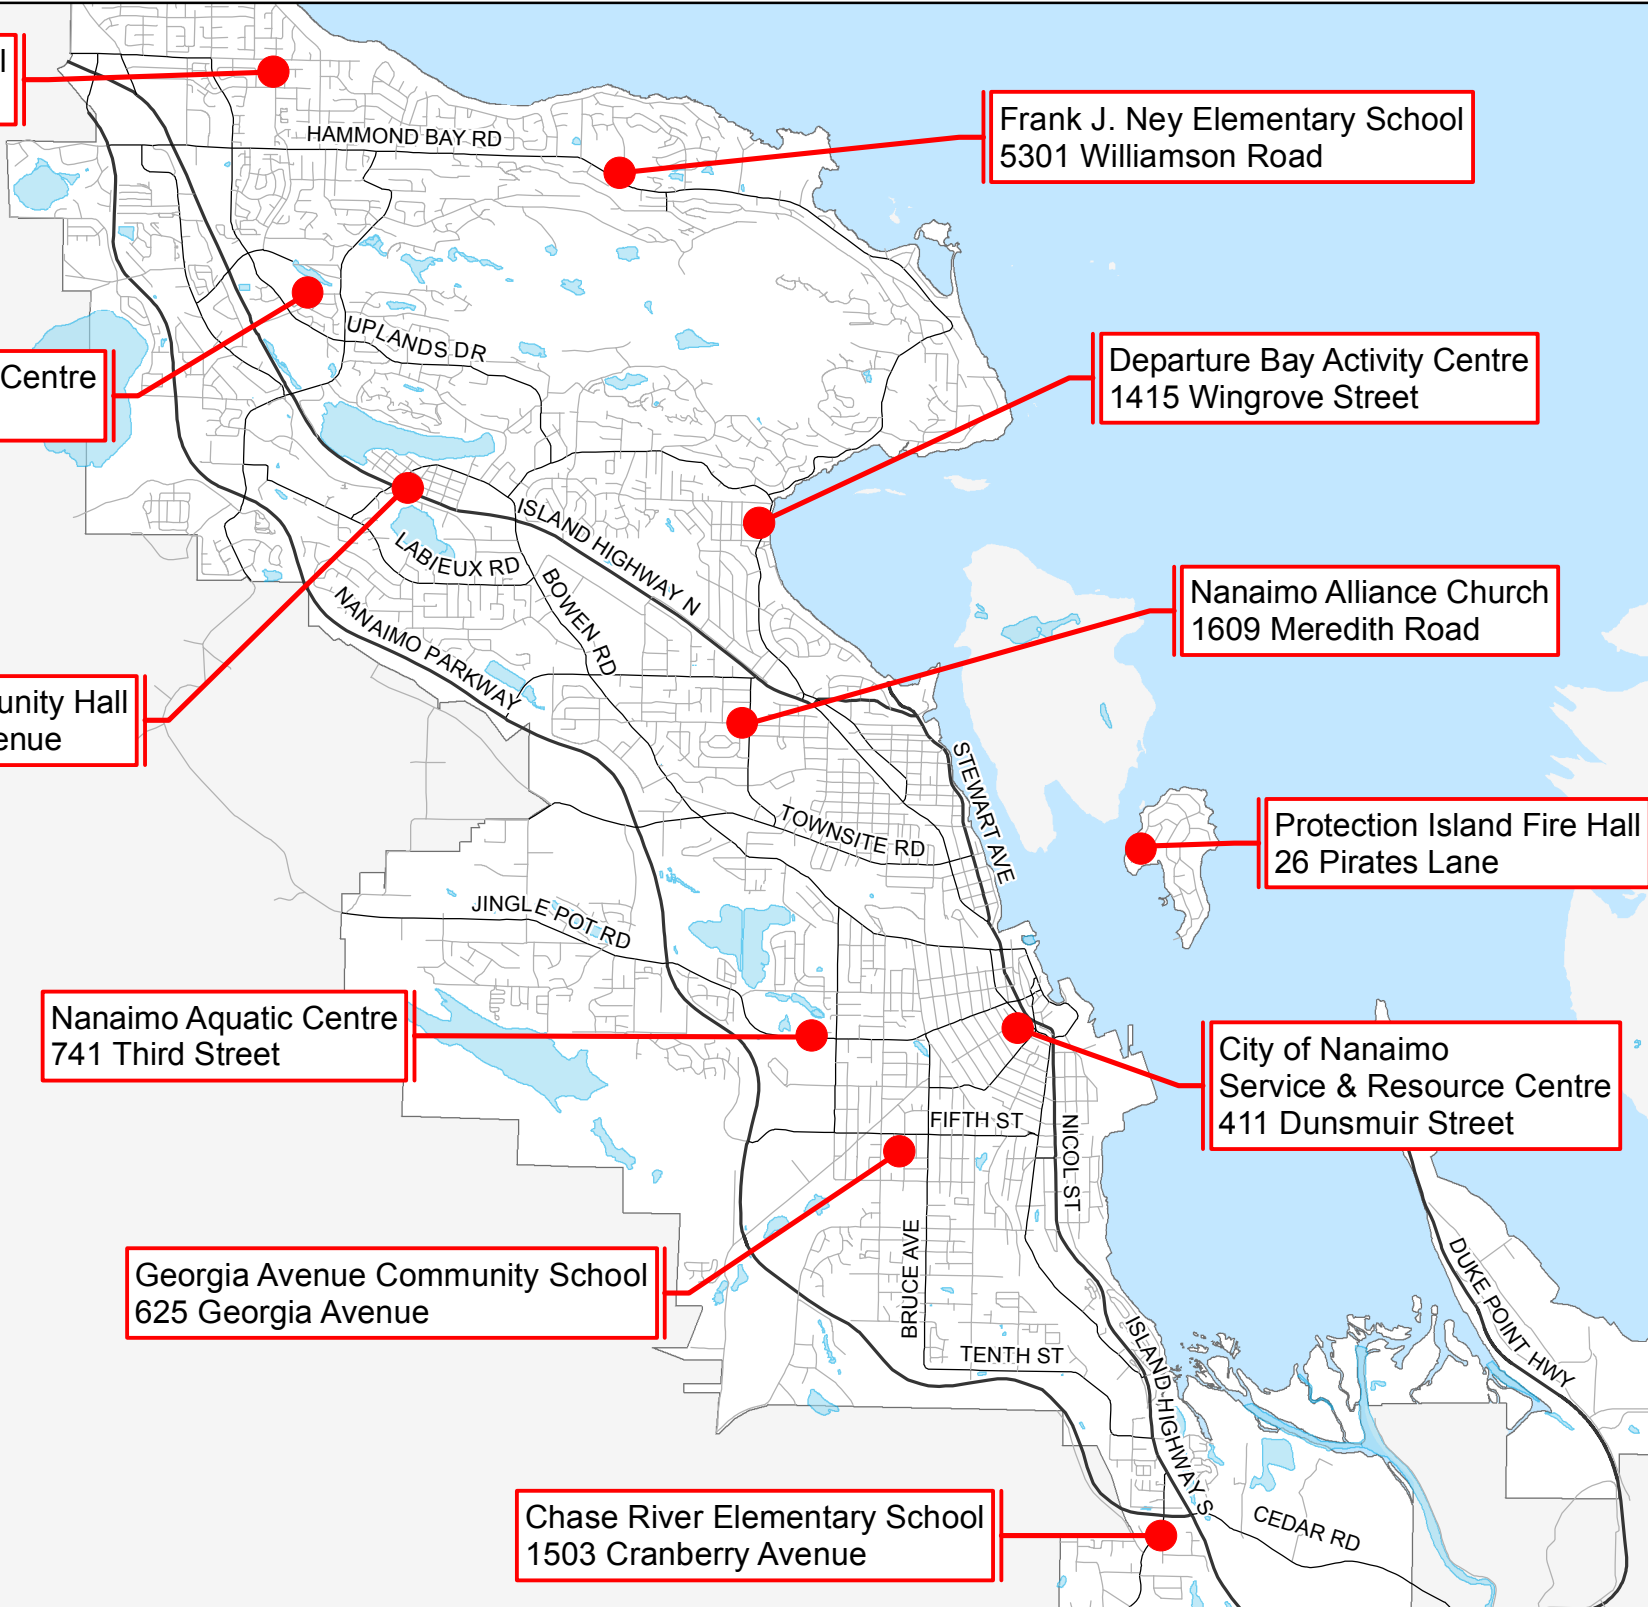 HAMMOND BAY RD
Frank J. Ney Elementary School
5301 Williamson Road
UPLANDS DR
Centre
Departure Bay Activity Centre
1415 Wingrove Street
ISLAND HIGHWAY N
LABIEUX RD
BOWEN RD
NANAIMO PARKWAY
Nanaimo Alliance Church
1609 Meredith Road
unity Hall
enue
STEWART AVE
TOWNSITE RD
Protection Island Fire Hall
26 Pirates Lane
JINGLE POT RD
Nanaimo Aquatic Centre
741 Third Street
City of Nanaimo
Service & Resource Centre
411 Dunsmuir Street
FIFTH ST
NICOL ST
Georgia Avenue Community School
625 Georgia Avenue
BRUCE AVE
DUKE POINT HWY
TENTH ST
ISLAND HIGHWAY S
Chase River Elementary School
1503 Cranberry Avenue
CEDAR RD